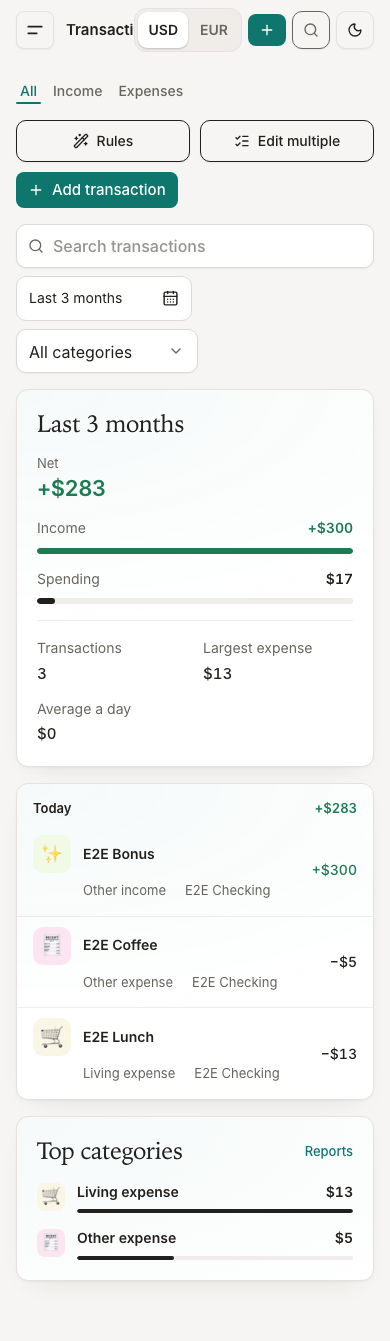 Transacti
USD EUR
All Income Expenses
Rules Edit multiple
Add transaction
Search transactions
Last 3 months
All categories
Last 3 months
Net
+$283
Income +$300
Spending $17
Transactions Largest expense
3 $13
Average a day
$0
Today +$283
E2E Bonus
+$300
Other income E2E Checking
E2E Coffee
−$5
Other expense E2E Checking
E2E Lunch
−$13
Living expense E2E Checking
Top categories Reports
Living expense $13
Other expense $5